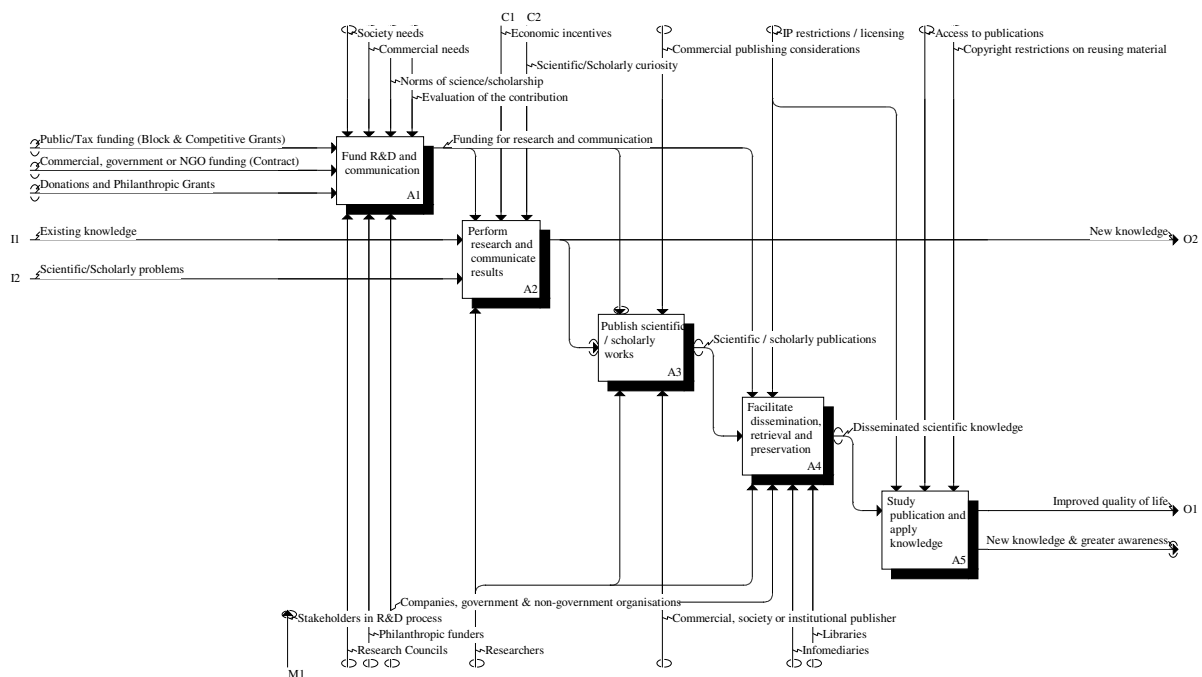 C1 C2
Society needs
Economic incentives
IP restrictions / licensing
Access to publications
Commercial needs
Commercial publishing considerations
Copyright restrictions on reusing material
Scientific/Scholarly curiosity
Norms of science/scholarship
Evaluation of the contribution
Public/Tax funding (Block & Competitive Grants)
Funding for research and communication
Commercial, government or NGO funding (Contract)
Donations and Philanthropic Grants
Fund R&D and
communication
A1
I1
Existing knowledge
Perform
research and
communicate
results
A2
New knowledge
O2
I2
Scientific/Scholarly problems
Publish scientific
/ scholarly
works
A3
Scientific / scholarly publications
Facilitate
dissemination,
retrieval and
preservation
A4
Disseminated scientific knowledge
Study
publication and
apply
knowledge
A5
Improved quality of life
O1
New knowledge & greater awareness
Companies, government & non-government organisations
Stakeholders in R&D process
Commercial, society or institutional publisher
Philanthropic funders
Libraries
Research Councils
Researchers
Infomediaries
M1